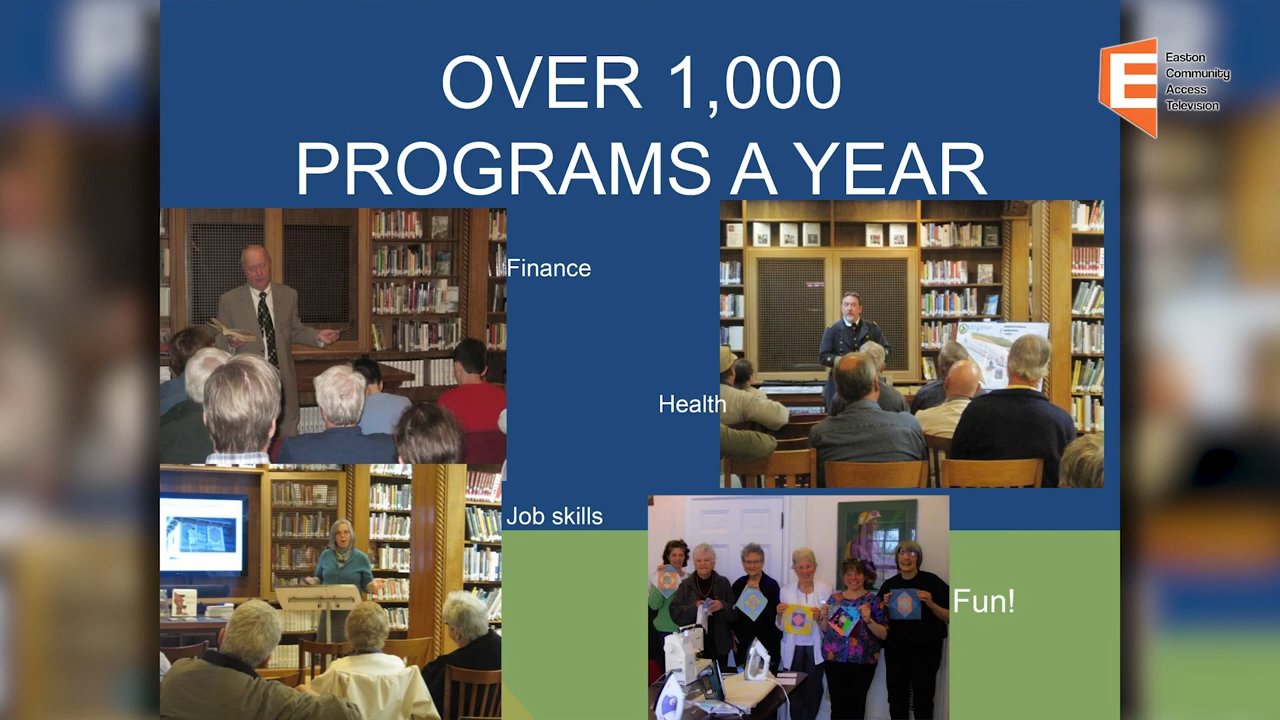 OVER 1,000
PROGRAMS A YEAR
Easton
Community
Access
Television
Finance
Health
Job skills
Fun!